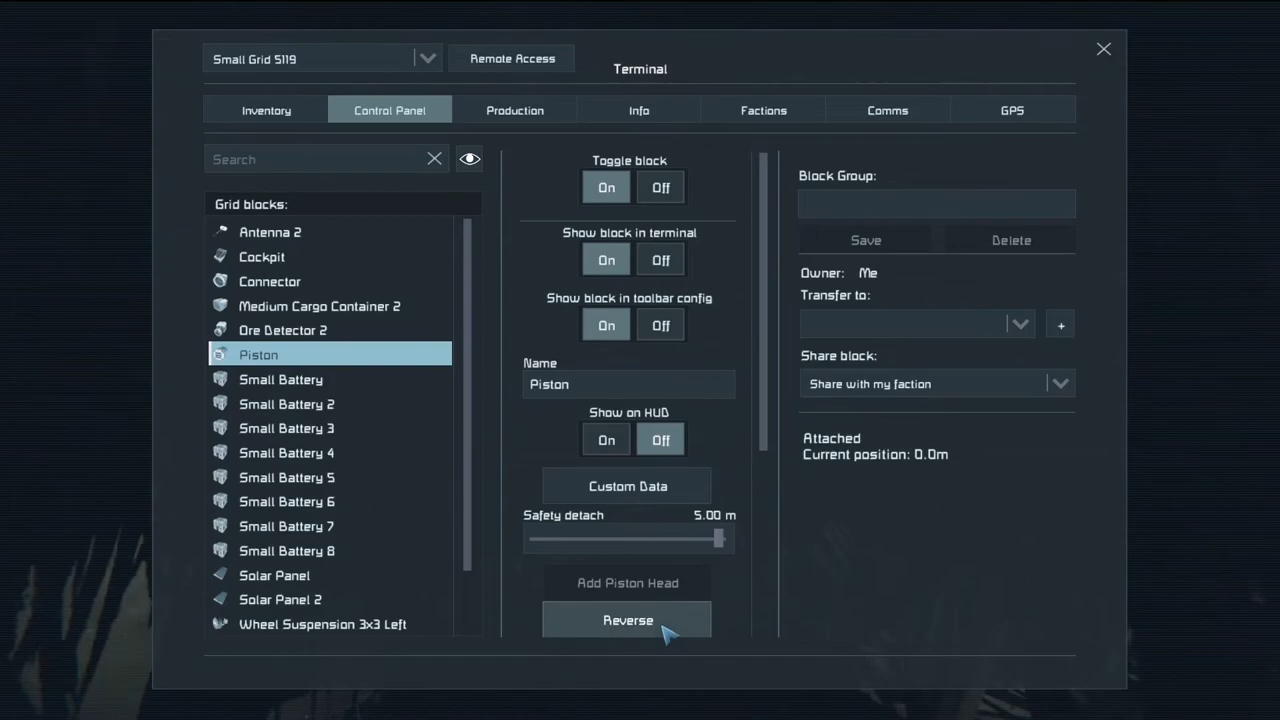 Small Grid 5119
Remote Access
Terminal
Inventory
Control Panel
Production
Info
Factions
Comms
GPS
Search
Grid blocks:
Antenna 2
Cockpit
Connector
Medium Cargo Container 2
Ore Detector 2
Piston
Small Battery
Small Battery 2
Small Battery 3
Small Battery 4
Small Battery 5
Small Battery 6
Small Battery 7
Small Battery 8
Solar Panel
Solar Panel 2
Wheel Suspension 3x3 Left
Toggle block
On Off
Show block in terminal
On Off
Show block in toolbar config
On Off
Name
Piston
Show on HUD
On Off
Custom Data
Safety detach 5.00 m
Add Piston Head
Reverse
Block Group:
Save Delete
Owner: Me
Transfer to:
+
Share block:
Share with my faction
Attached
Current position: 0.0m